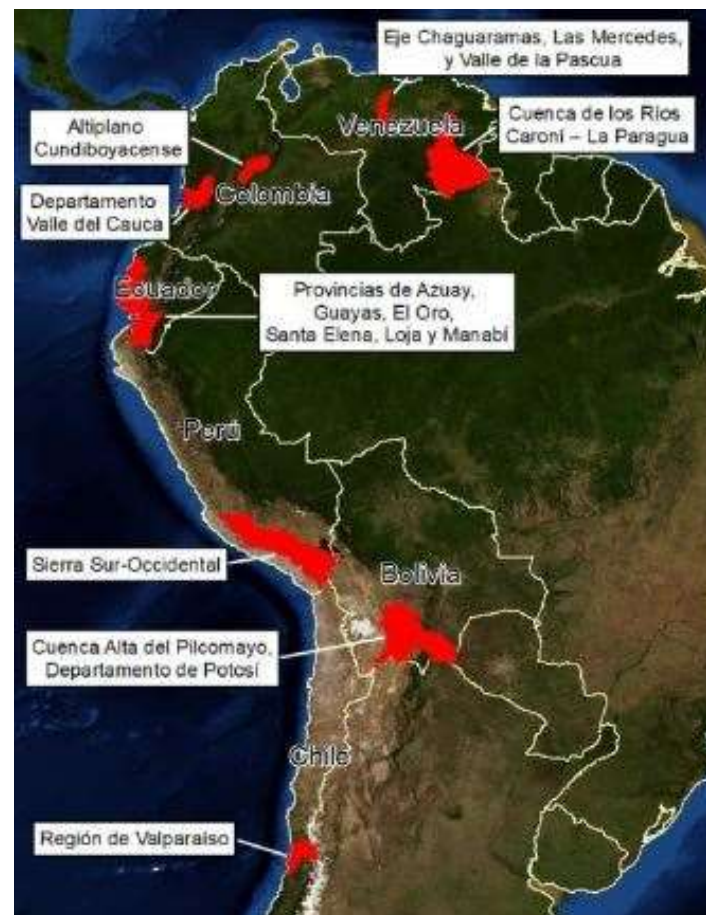 Eje Chaguaramas, Las Mercedes,
y Valle de la Pascua
Venezuela
Cuenca de los Ríos
Caroní – La Paragua
Altiplano
Cundiboyacense
Colombia
Departamento
Valle del Cauca
Ecuador
Provincias de Azuay,
Guayas, El Oro,
Santa Elena, Loja y Manabí
Perú
Sierra Sur-Occidental
Bolivia
Cuenca Alta del Pilcomayo,
Departamento de Potosí
Chile
Región de Valparaiso